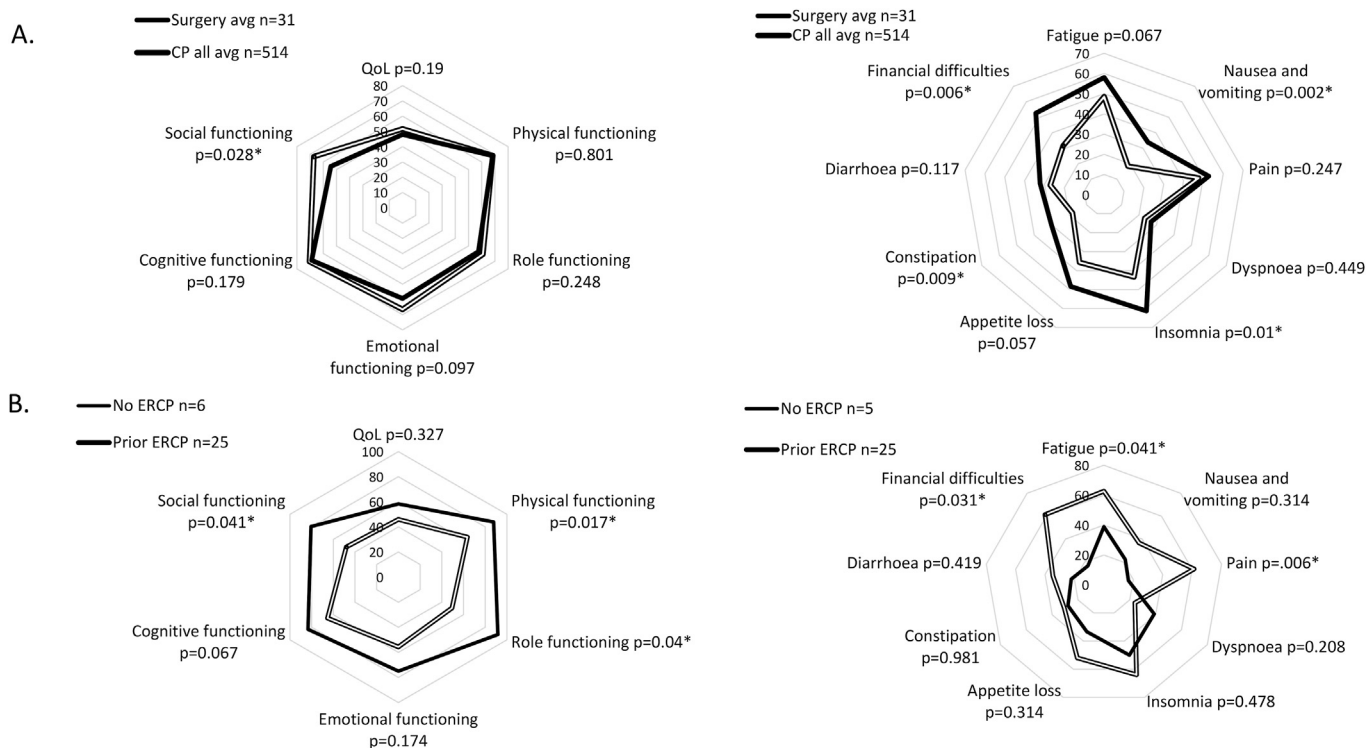 A.
Surgery avg n=31
CP all avg n=514
QoL p=0.19
80
70
60
50
40
30
20
10
0
Social functioning
p=0.028*
Physical functioning
p=0.801
Cognitive functioning
p=0.179
Role functioning
p=0.248
Emotional
functioning p=0.097
Surgery avg n=31
CP all avg n=514
Fatigue p=0.067
70
60
50
40
30
20
10
0
Financial difficulties
p=0.006*
Nausea and
vomiting p=0.002*
Diarrhoea p=0.117
Pain p=0.247
Constipation
p=0.009*
Dyspnoea p=0.449
Appetite loss
p=0.057
Insomnia p=0.01*
B.
No ERCP n=6
Prior ERCP n=25
QoL p=0.327
100
80
60
40
20
0
Social functioning
p=0.041*
Physical functioning
p=0.017*
Cognitive functioning
p=0.067
Role functioning p=0.04*
Emotional functioning
p=0.174
No ERCP n=5
Prior ERCP n=25
Fatigue p=0.041*
80
60
40
20
0
Financial difficulties
p=0.031*
Nausea and
vomiting p=0.314
Diarrhoea p=0.419
Pain p=.006*
Constipation
p=0.981
Dyspnoea p=0.208
Appetite loss
p=0.314
Insomnia p=0.478